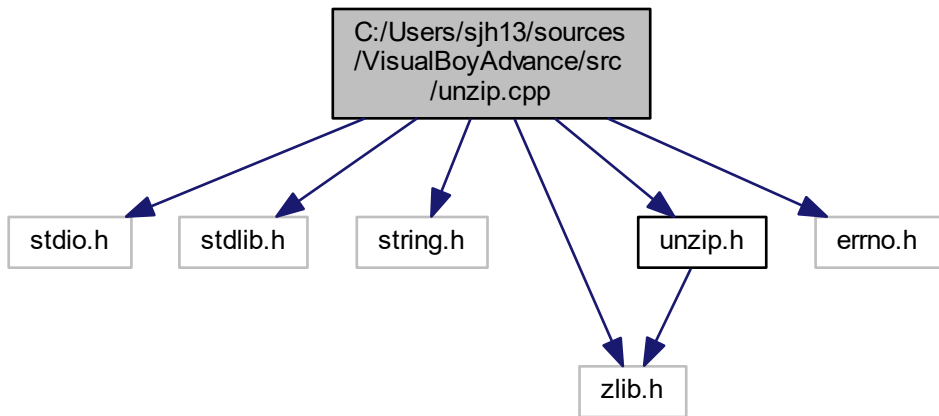 C:/Users/sjh13/sources
/VisualBoyAdvance/src
/unzip.cpp
stdio.h
stdlib.h
string.h
unzip.h
errno.h
zlib.h